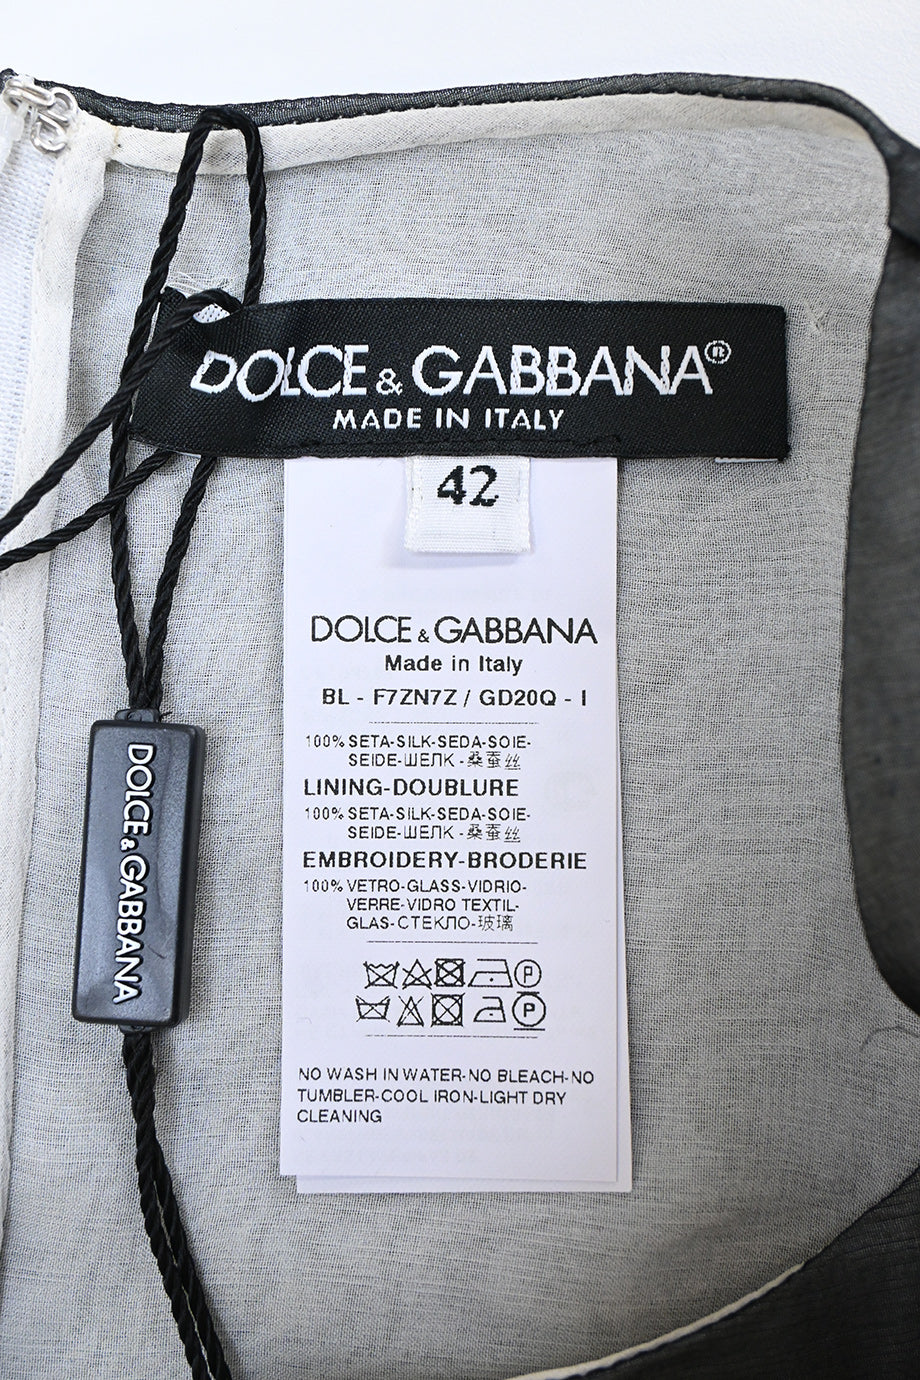 DOLCE & GABBANA®
MADE IN ITALY
42
DOLCE & GABBANA
Made in Italy
BL - F7ZN7Z / GD20Q - I
100% SETA-SILK-SEDA-SOIE-
SEIDE-ШЕЛК -桑蚕丝
LINING-DOUBLURE
100% SETA-SILK-SEDA-SOIE-
SEIDE-ШЕЛК -桑蚕丝
EMBROIDERY-BRODERIE
100% VETRO-GLASS-VIDRIO-
VERRE-VIDRO TEXTIL-
GLAS-СТЕКЛО-玻璃
P
P
NO WASH IN WATER-NO BLEACH-NO
TUMBLER-COOL IRON-LIGHT DRY
CLEANING
DOLCE & GABBANA